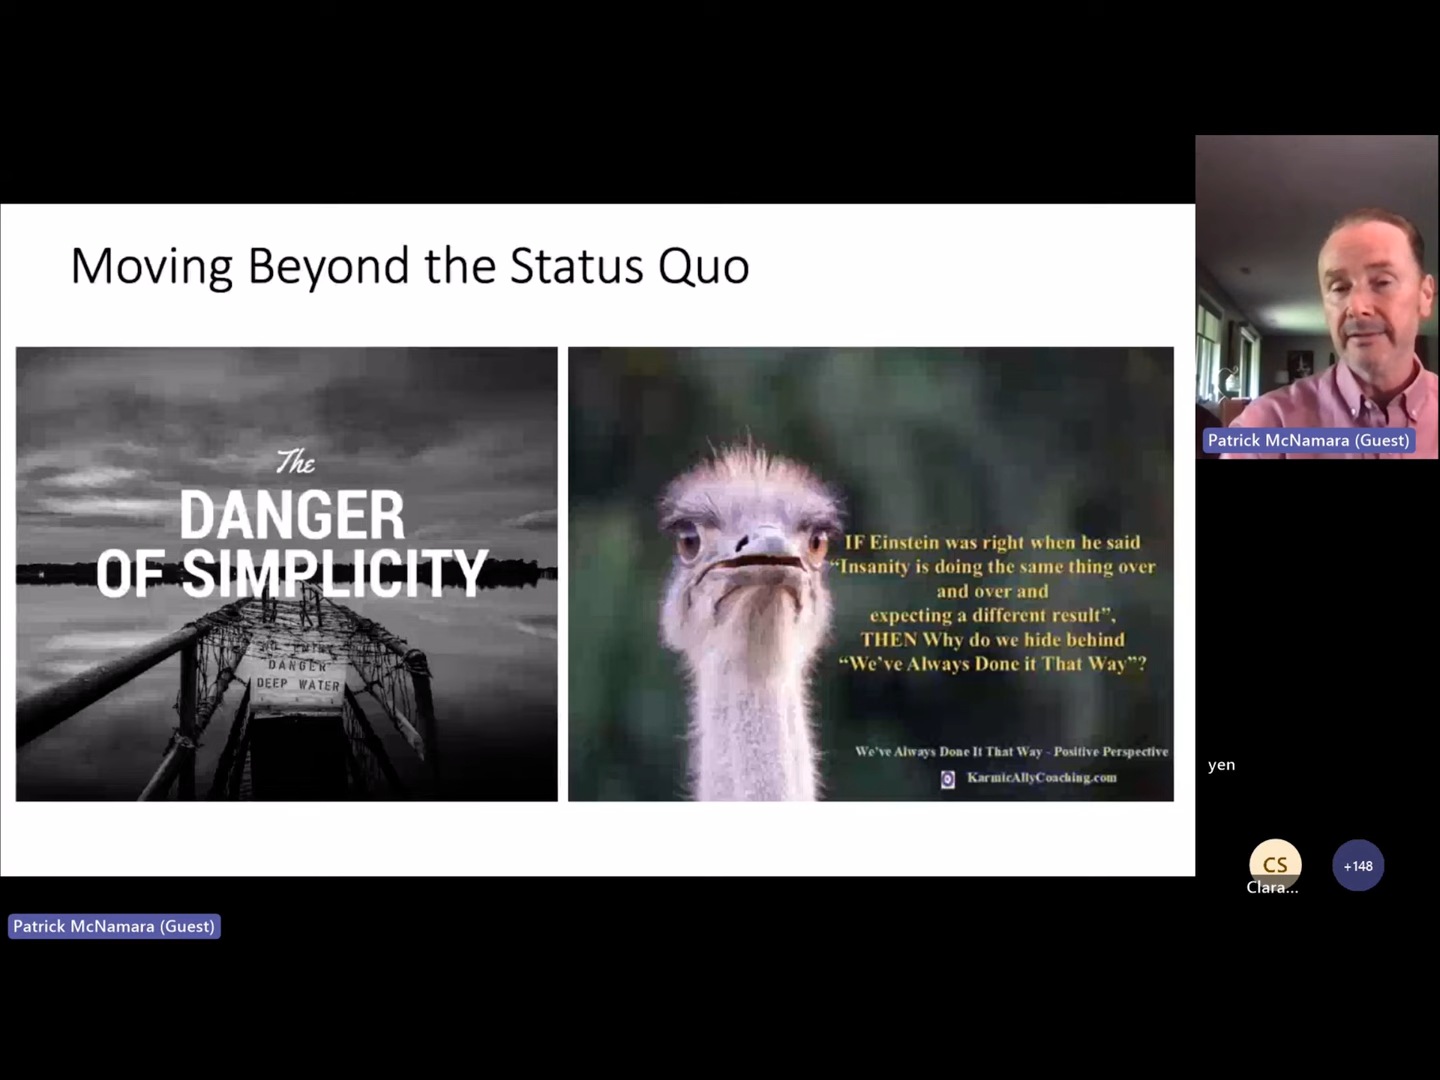 Moving Beyond the Status Quo
The
DANGER
OF SIMPLICITY
DANGER
DEEP WATER
IF Einstein was right when he said
“Insanity is doing the same thing over
and over and
expecting a different result”,
THEN Why do we hide behind
“We’ve Always Done it That Way”?
We’ve Always Done It That Way - Positive Perspective
KarmicAllyCoaching.com
Patrick McNamara (Guest)
yen
CS
Clara...
+148
Patrick McNamara (Guest)